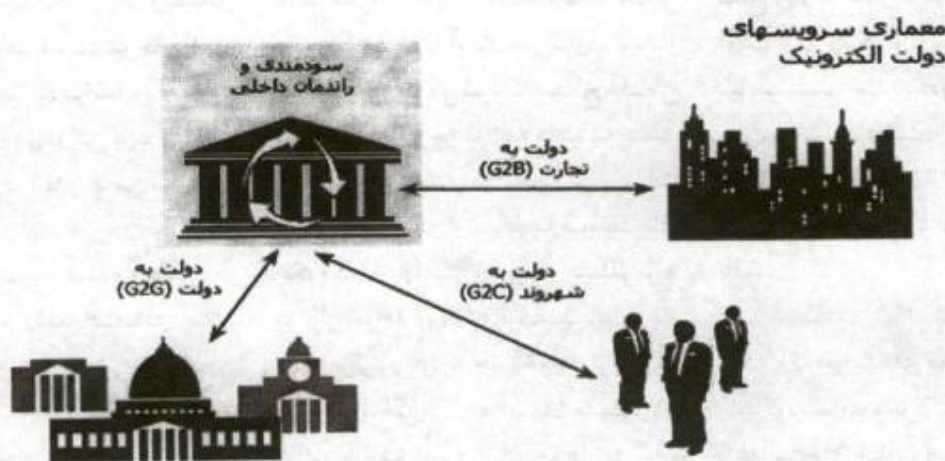 معماری سرویسهای
دولت الکترونیک
سودمندی و
راندمان داخلی
دولت به
تجارت (G2B)
دولت به
دولت (G2G)
دولت به
شهروند (G2C)